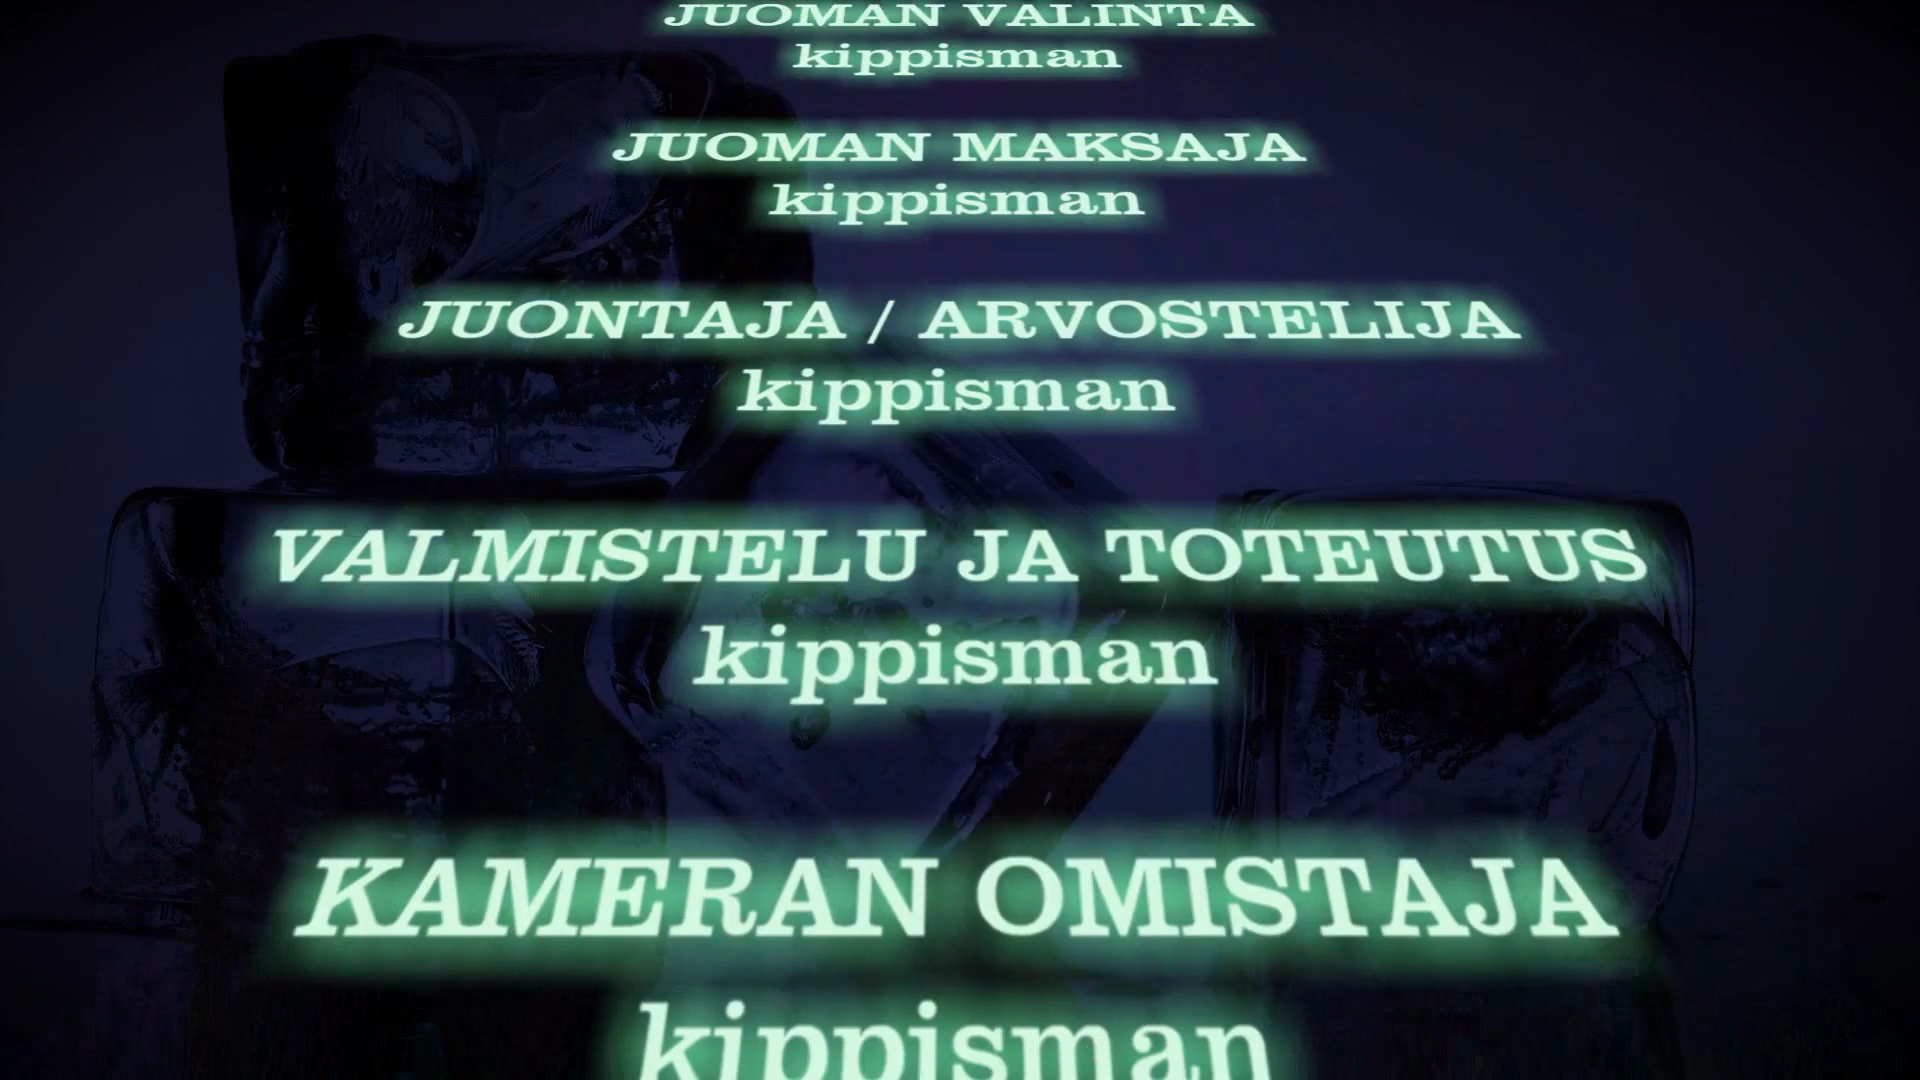 JUOMAN VALINTA
kippisman
JUOMAN MAKSAJA
kippisman
JUONTAJA / ARVOSTELIJA
kippisman
VALMISTELU JA TOTEUTUS
kippisman
KAMERAN OMISTAJA
kippisman